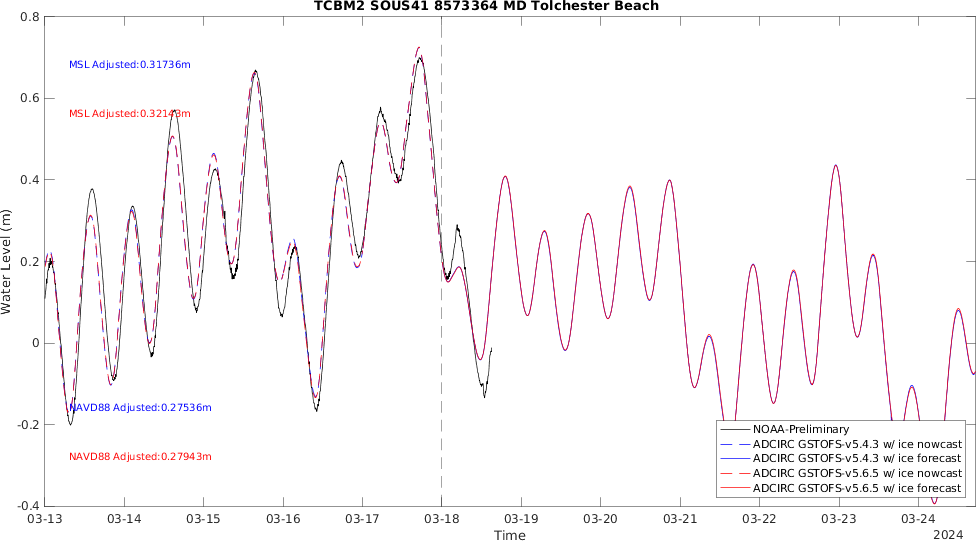 TCBM2 SOUS41 8573364 MD Tolchester Beach
Water Level (m)
0.8
0.6
0.4
0.2
0
-0.2
-0.4
MSL Adjusted:0.31736m
MSL Adjusted:0.32143m
NAVD88 Adjusted:0.27536m
NAVD88 Adjusted:0.27943m
NOAA-Preliminary
ADCIRC GSTOFS-v5.4.3 w/ ice nowcast
ADCIRC GSTOFS-v5.4.3 w/ ice forecast
ADCIRC GSTOFS-v5.6.5 w/ ice nowcast
ADCIRC GSTOFS-v5.6.5 w/ ice forecast
03-13 03-14 03-15 03-16 03-17 03-18 03-19 03-20 03-21 03-22 03-23 03-24
Time
2024